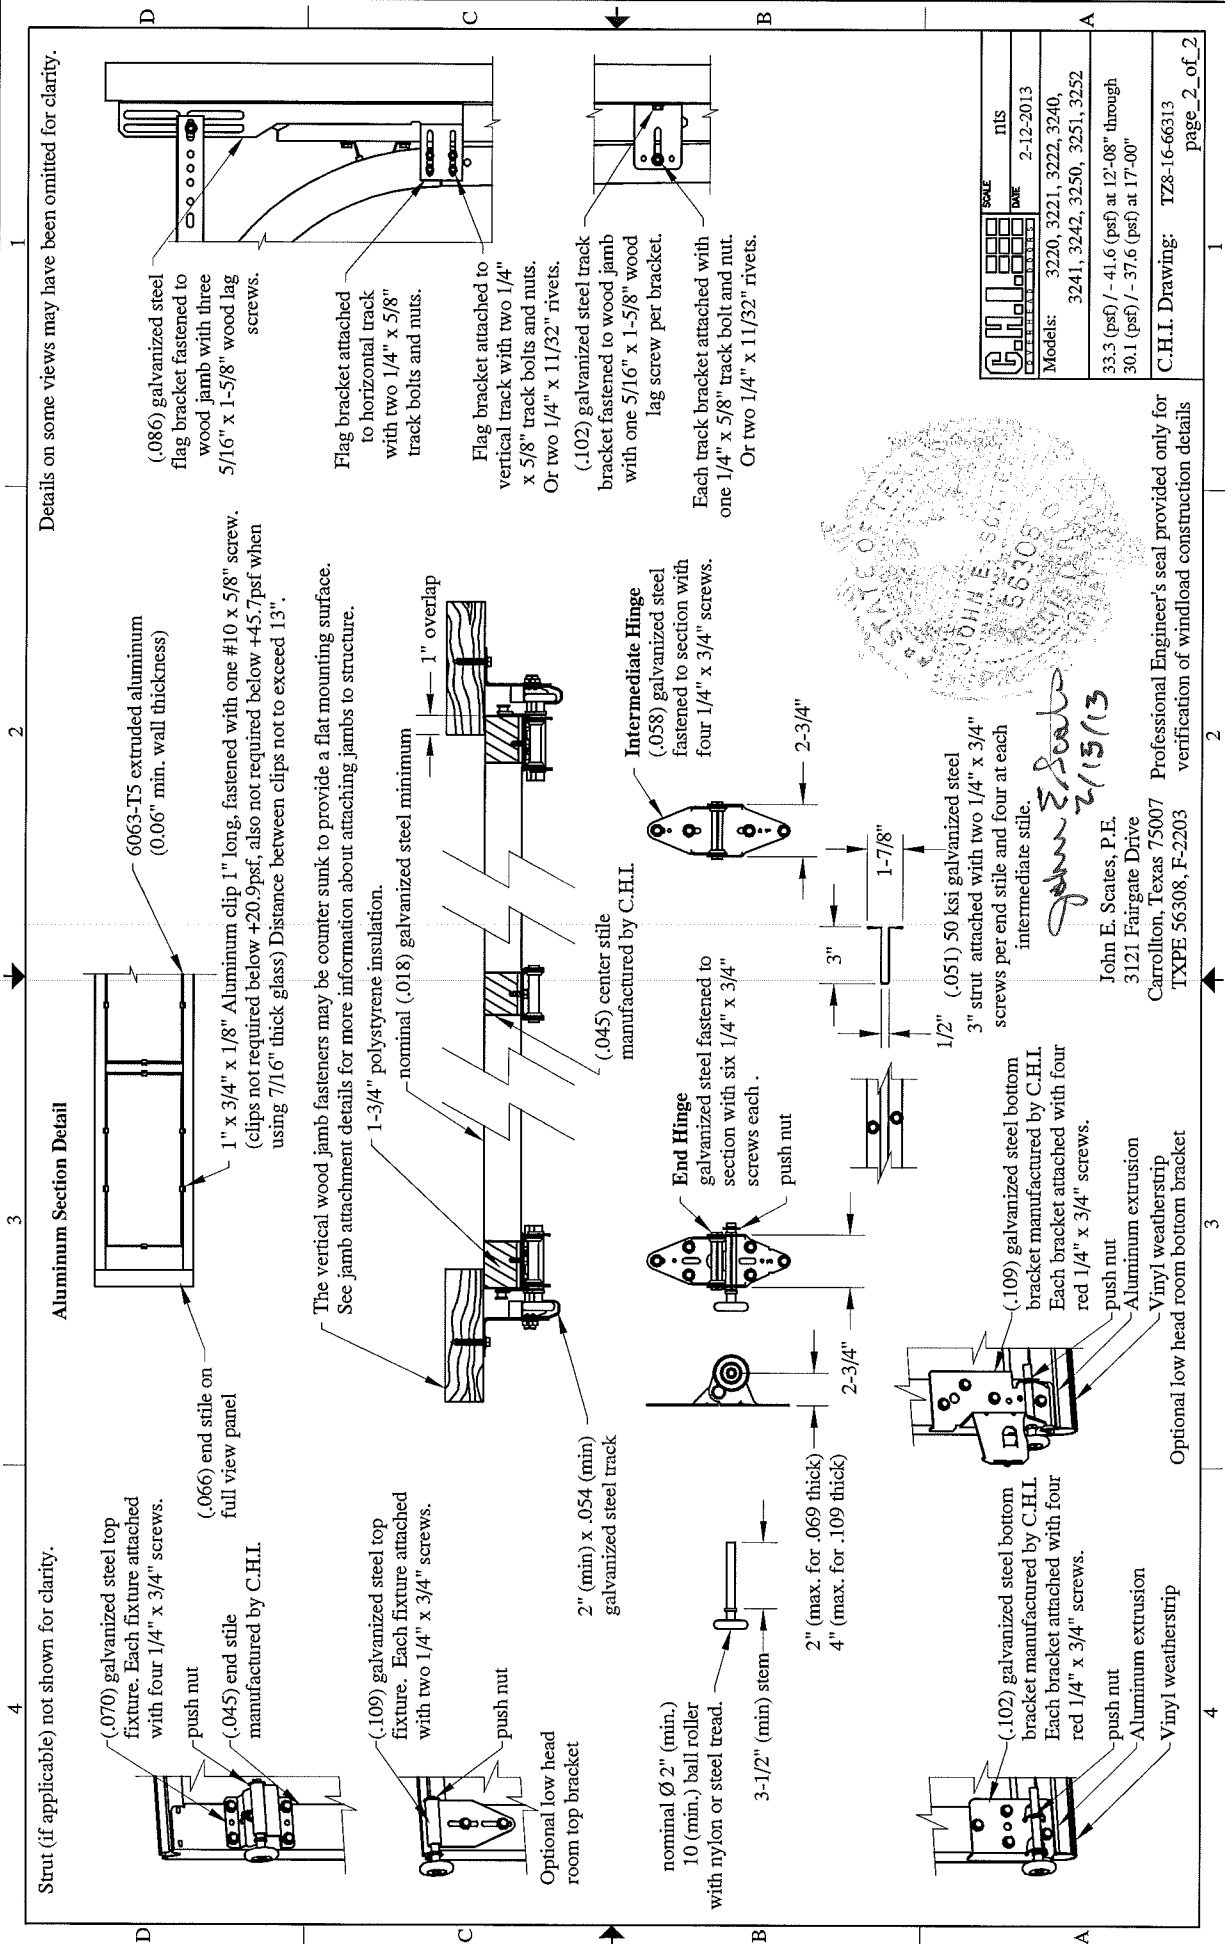 4
3
2
1
D
C
B
A
Strut (if applicable) not shown for clarity.
Details on some views may have been omitted for clarity.
(.070) galvanized steel top
fixture. Each fixture attached
with four 1/4" x 3/4" screws.
push nut
(.045) end stile
manufactured by C.H.I.
(.109) galvanized steel top
fixture. Each fixture attached
with two 1/4" x 3/4" screws.
push nut
Optional low head
room top bracket
Aluminum Section Detail
(.066) end stile on
full view panel
6063-T5 extruded aluminum
(0.06" min. wall thickness)
1" x 3/4" x 1/8" Aluminum clip 1" long, fastened with one #10 x 5/8" screw.
(clips not required below +20.9psf, also not required below +45.7psf when
using 7/16" thick glass) Distance between clips not to exceed 13".
The vertical wood jamb fasteners may be counter sunk to provide a flat mounting surface.
See jamb attachment details for more information about attaching jambs to structure.
1-3/4" polystyrene insulation.
nominal (.018) galvanized steel minimum
1" overlap
2" (min) x .054 (min)
galvanized steel track
(.045) center stile
manufactured by C.H.I.
(.086) galvanized steel
flag bracket fastened to
wood jamb with three
5/16" x 1-5/8" wood lag
screws.
Flag bracket attached
to horizontal track
with two 1/4" x 5/8"
track bolts and nuts.
Flag bracket attached to
vertical track with two 1/4"
x 5/8" track bolts and nuts.
Or two 1/4" x 11/32" rivets.
(.102) galvanized steel track
bracket fastened to wood jamb
with one 5/16" x 1-5/8" wood
lag screw per bracket.
Each track bracket attached with
one 1/4" x 5/8" track bolt and nut.
Or two 1/4" x 11/32" rivets.
nominal Ø 2" (min.)
10 (min.) ball roller
with nylon or steel tread.
3-1/2" (min) stem
2" (max. for .069 thick)
4" (max. for .109 thick)
2-3/4"
End Hinge
galvanized steel fastened to
section with six 1/4" x 3/4"
screws each .
push nut
Intermediate Hinge
(.058) galvanized steel
fastened to section with
four 1/4" x 3/4" screws.
2-3/4"
3"
1-7/8"
1/2"
(.051) 50 ksi galvanized steel
3" strut attached with two 1/4" x 3/4"
screws per end stile and four at each
intermediate stile.
(.102) galvanized steel bottom
bracket manufactured by C.H.I.
Each bracket attached with four
red 1/4" x 3/4" screws.
push nut
Aluminum extrusion
Vinyl weatherstrip
(.109) galvanized steel bottom
bracket manufactured by C.H.I.
Each bracket attached with four
red 1/4" x 3/4" screws.
push nut
Aluminum extrusion
Vinyl weatherstrip
Optional low head room bottom bracket
John E. Scates
2/15/13
John E. Scates, P.E.
3121 Fairgate Drive
Carrollton, Texas 75007
TXPE 56308, F-2203
STATE OF TEXAS
JOHN E. SCATES
56308
Professional Engineer's seal provided only for
verification of windload construction details
C.H.I.
OVERHEAD DOORS
SCALE
nts
DATE
2-12-2013
Models: 3220, 3221, 3222, 3240,
3241, 3242, 3250, 3251, 3252
33.3 (psf) / - 41.6 (psf) at 12'-08" through
30.1 (psf) / - 37.6 (psf) at 17'-00"
C.H.I. Drawing: TZ8-16-66313
page_2_of_2
4
3
2
1
D
C
B
A